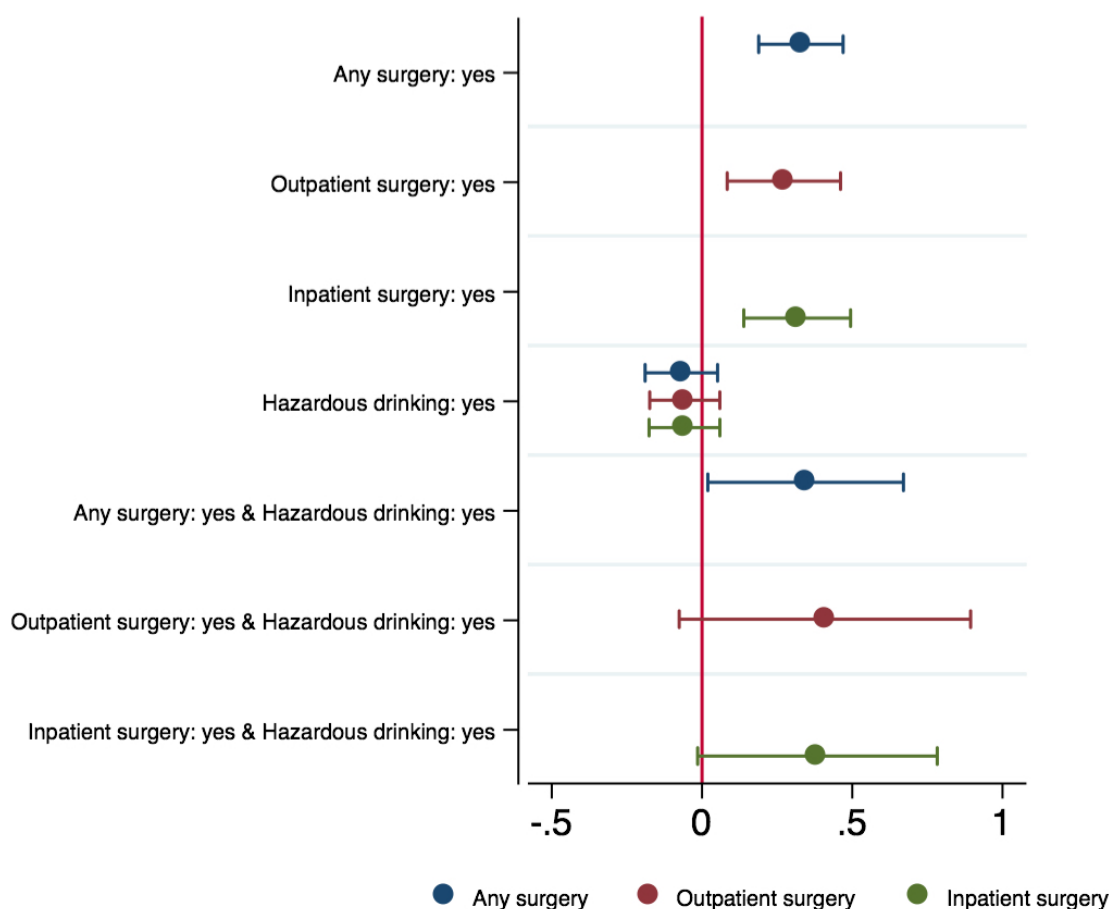 Any surgery: yes
Outpatient surgery: yes
Inpatient surgery: yes
Hazardous drinking: yes
Any surgery: yes & Hazardous drinking: yes
Outpatient surgery: yes & Hazardous drinking: yes
Inpatient surgery: yes & Hazardous drinking: yes
-.5 0 .5 1
Any surgery Outpatient surgery Inpatient surgery